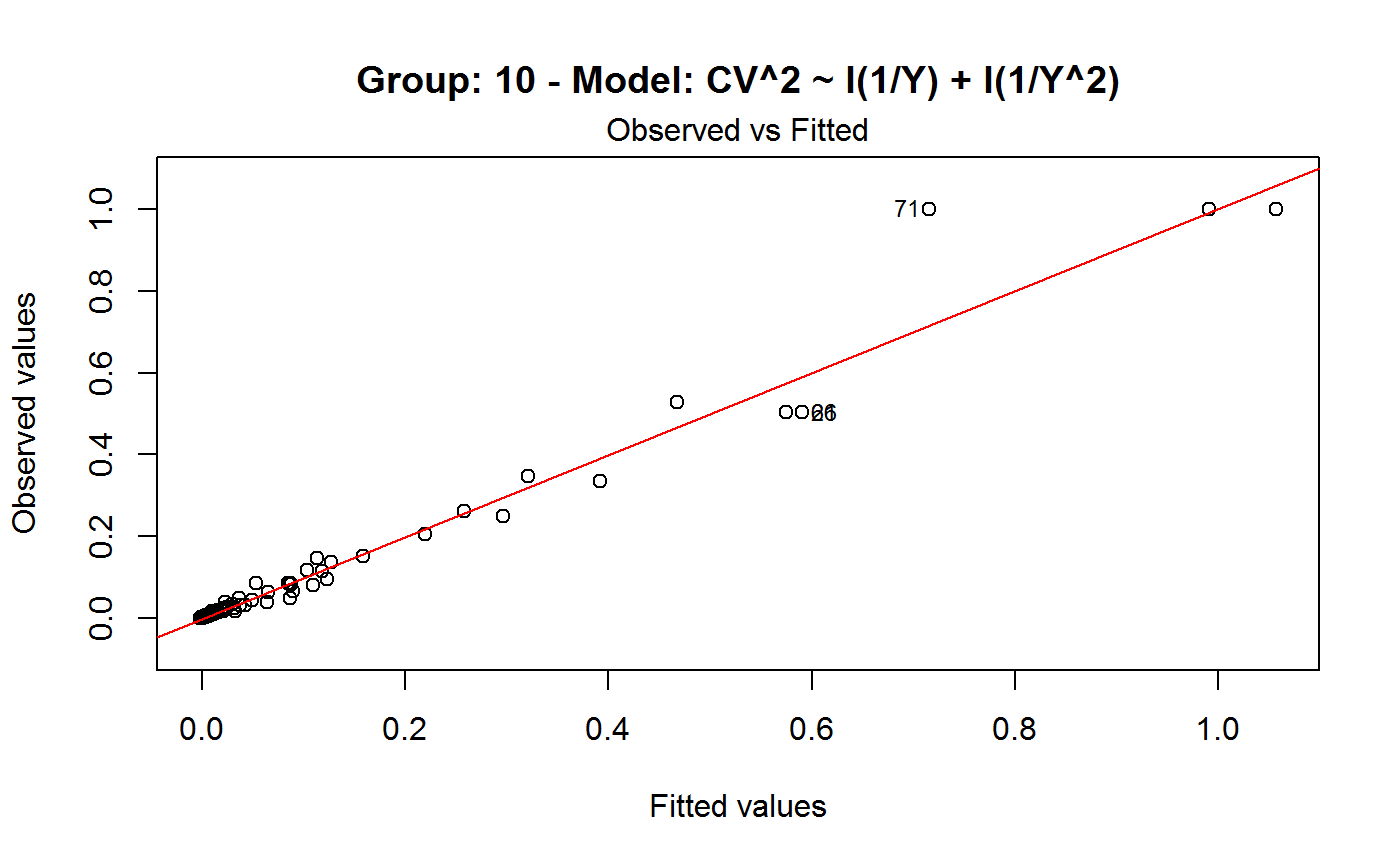 Group: 10 - Model: CV^2 ~ I(1/Y) + I(1/Y^2)
Observed vs Fitted
Observed values
1.0
0.8
0.6
0.4
0.2
0.0
71
0.0 0.2 0.4 0.6 0.8 1.0
Fitted values